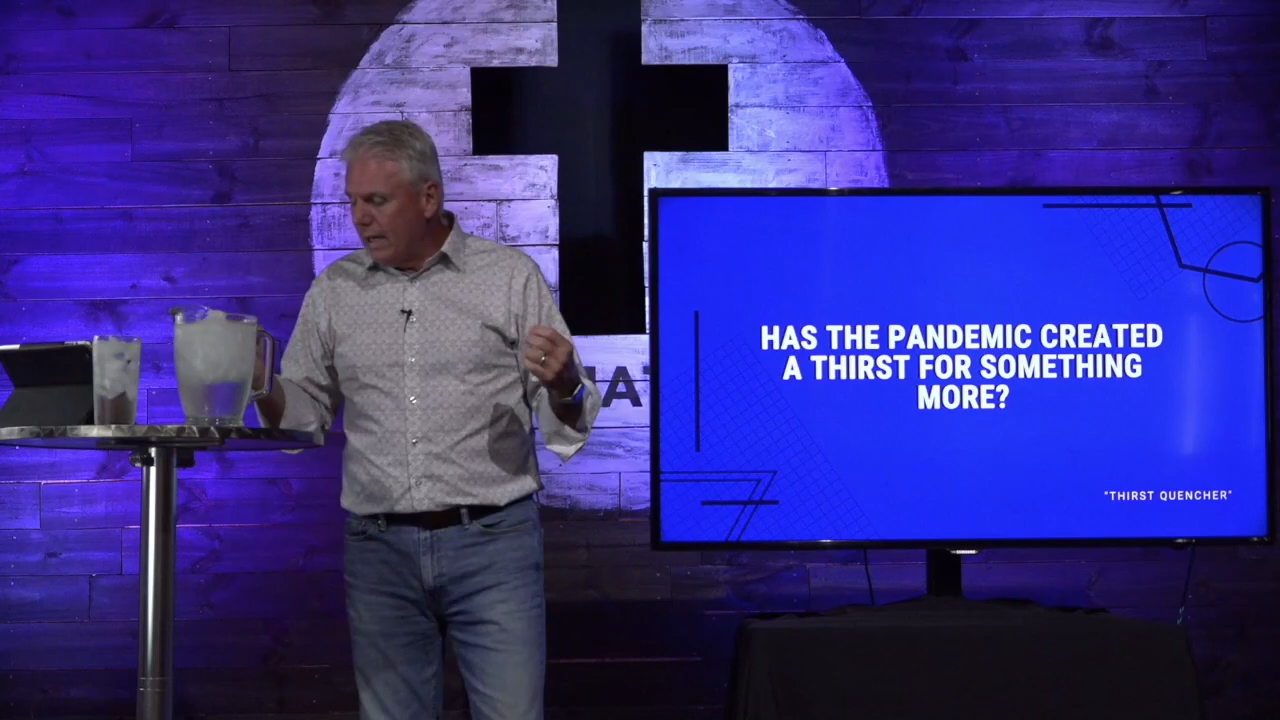 HAS THE PANDEMIC CREATED
A THIRST FOR SOMETHING
MORE?
"THIRST QUENCHER"